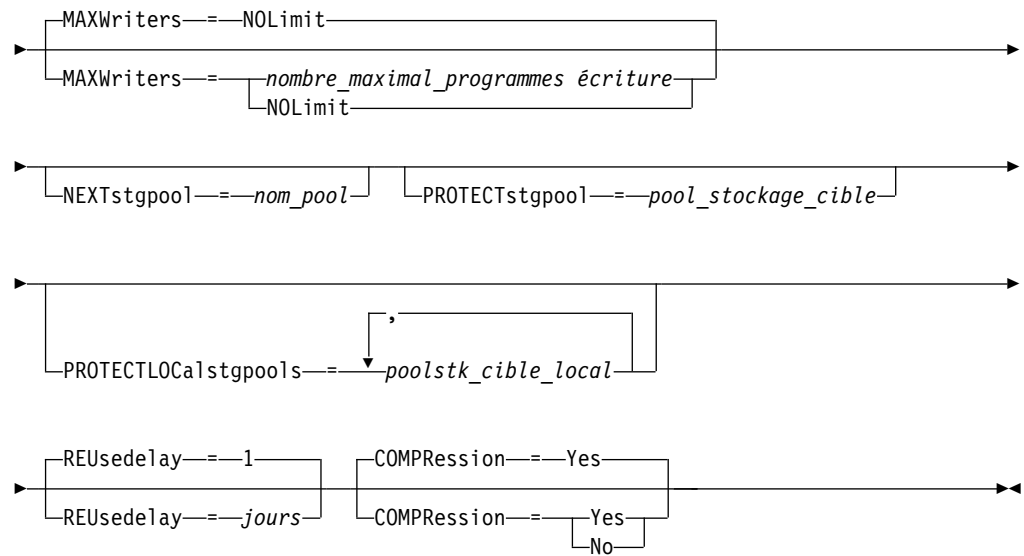 MAXWriters = NOLimit
MAXWriters = nombre_maximal_programmes écriture
NOLimit
NEXTstgpool = nom_pool PROTECTstgpool = pool_stockage_cible
,
PROTECTLOCalstgpools = poolstk_cible_local
REUsedelay = 1 COMPRession = Yes
REUsedelay = jours COMPRession = Yes
No